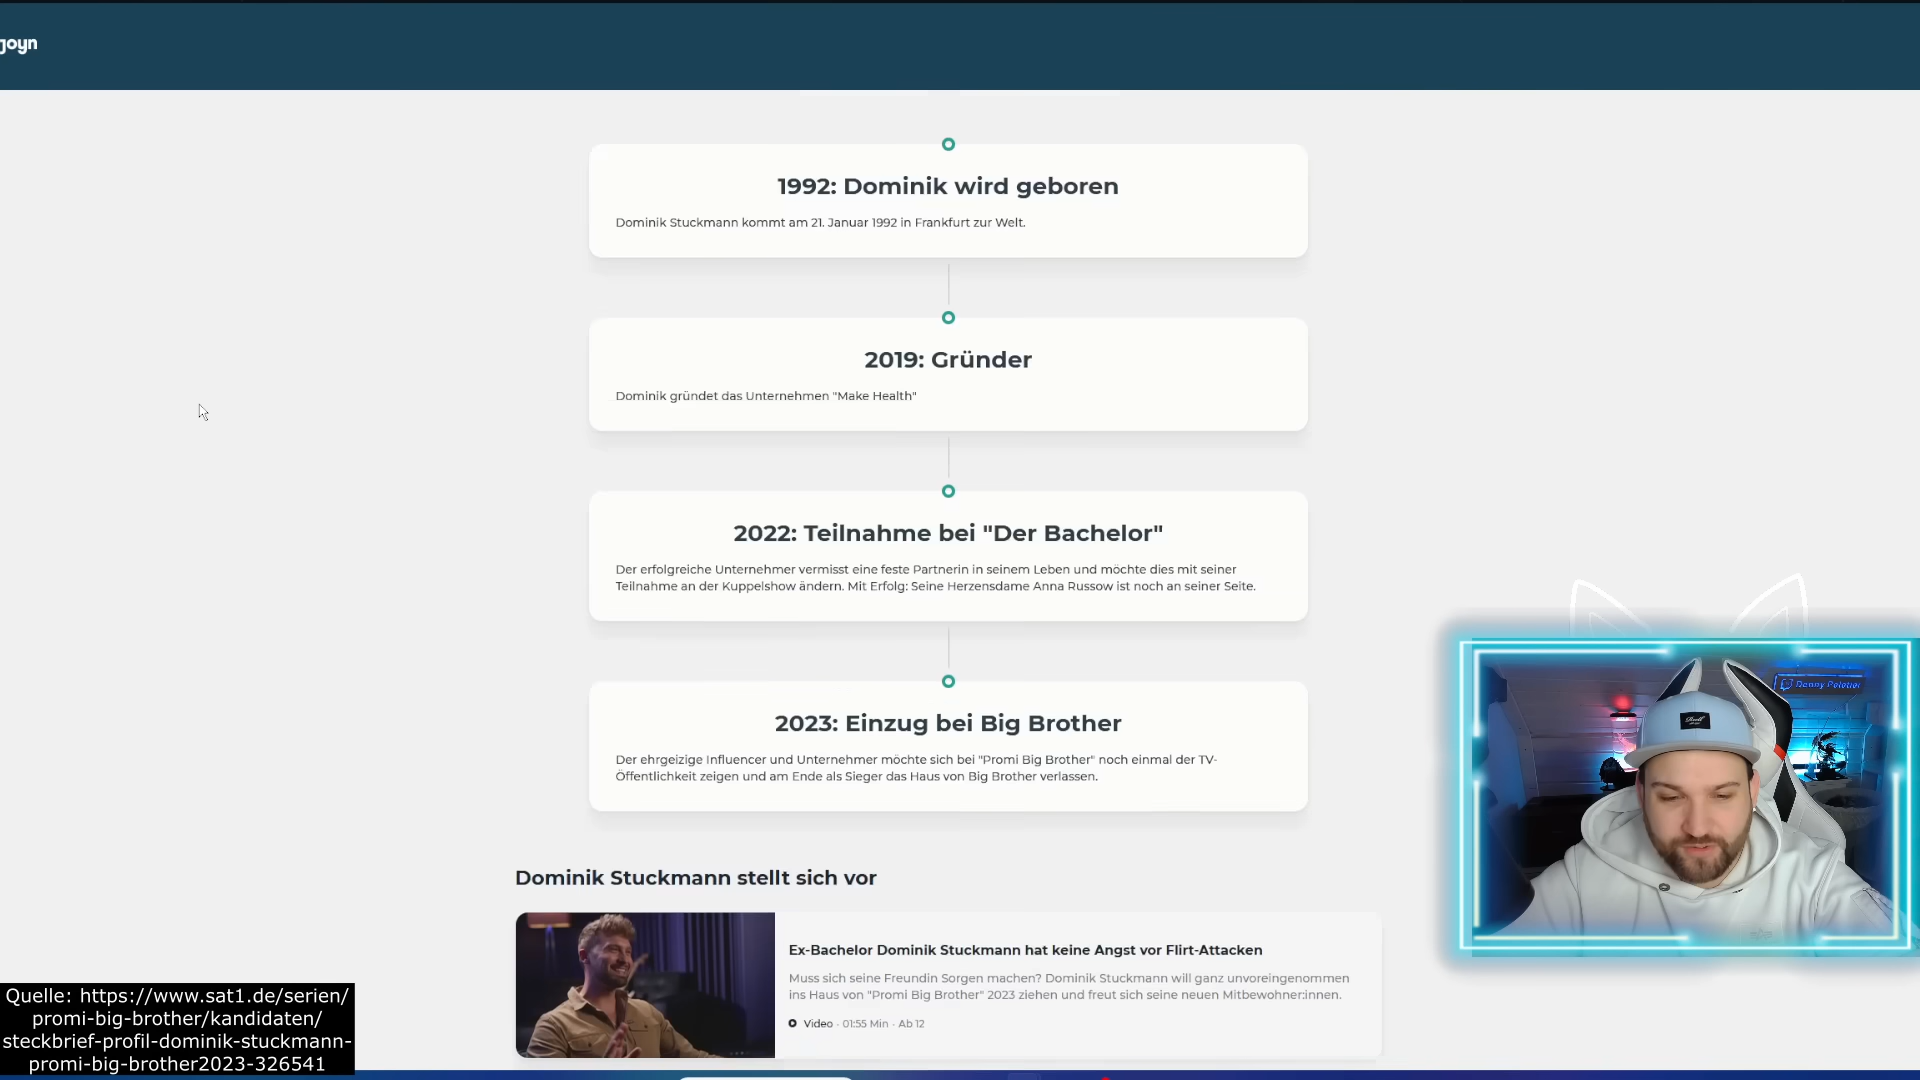 joyn
1992: Dominik wird geboren
Dominik Stuckmann kommt am 21. Januar 1992 in Frankfurt zur Welt.
2019: Gründer
Dominik gründet das Unternehmen "Make Health"
2022: Teilnahme bei "Der Bachelor"
Der erfolgreiche Unternehmer vermisst eine feste Partnerin in seinem Leben und möchte dies mit seiner
Teilnahme an der Kuppelshow ändern. Mit Erfolg: Seine Herzensdame Anna Russow ist noch an seiner Seite.
2023: Einzug bei Big Brother
Der ehrgeizige Influencer und Unternehmer möchte sich bei "Promi Big Brother" noch einmal der TV-
Öffentlichkeit zeigen und am Ende als Sieger das Haus von Big Brother verlassen.
Danny Peletier
Dominik Stuckmann stellt sich vor
Ex-Bachelor Dominik Stuckmann hat keine Angst vor Flirt-Attacken
Muss sich seine Freundin Sorgen machen? Dominik Stuckmann will ganz unvoreingenommen
ins Haus von "Promi Big Brother" 2023 ziehen und freut sich seine neuen Mitbewohner:innen.
Video · 01:55 Min · Ab 12
Quelle: https://www.sat1.de/serien/
promi-big-brother/kandidaten/
steckbrief-profil-dominik-stuckmann-
promi-big-brother2023-326541